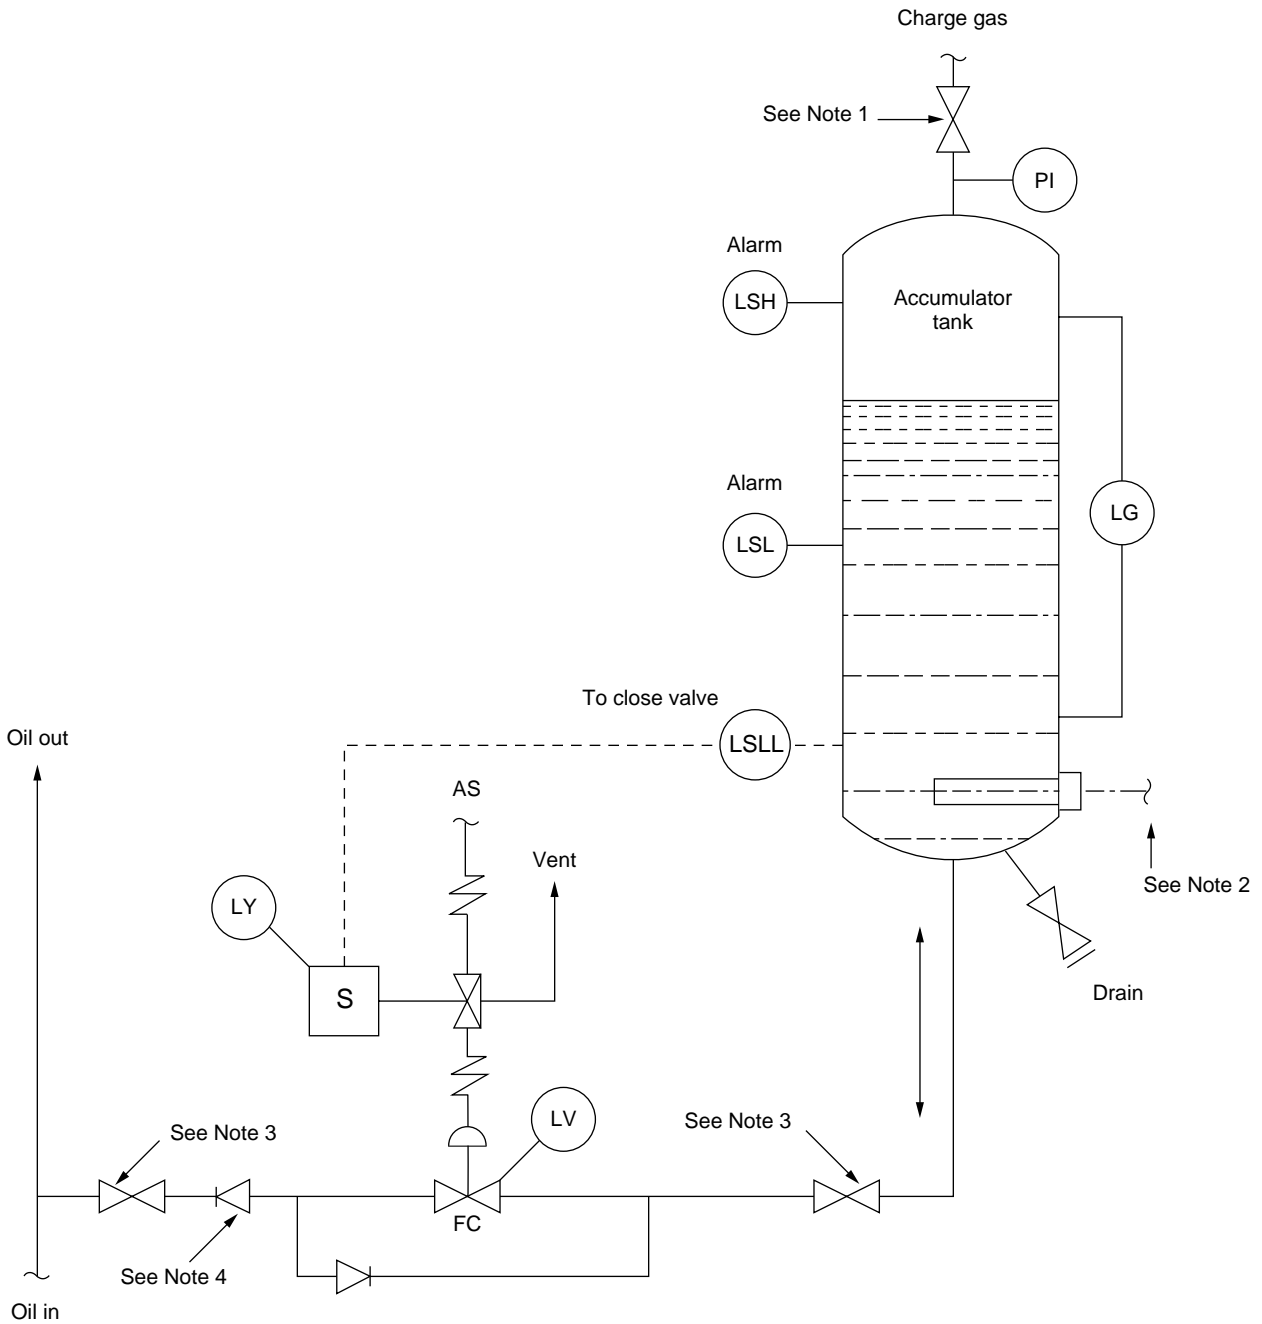 Charge gas
See Note 1
PI
Alarm
LSH
Accumulator
tank
Alarm
LSL
LG
To close valve
LSLL
Oil out
AS
Vent
See Note 2
LY
S
Drain
LV
See Note 3
See Note 3
FC
See Note 4
Oil in